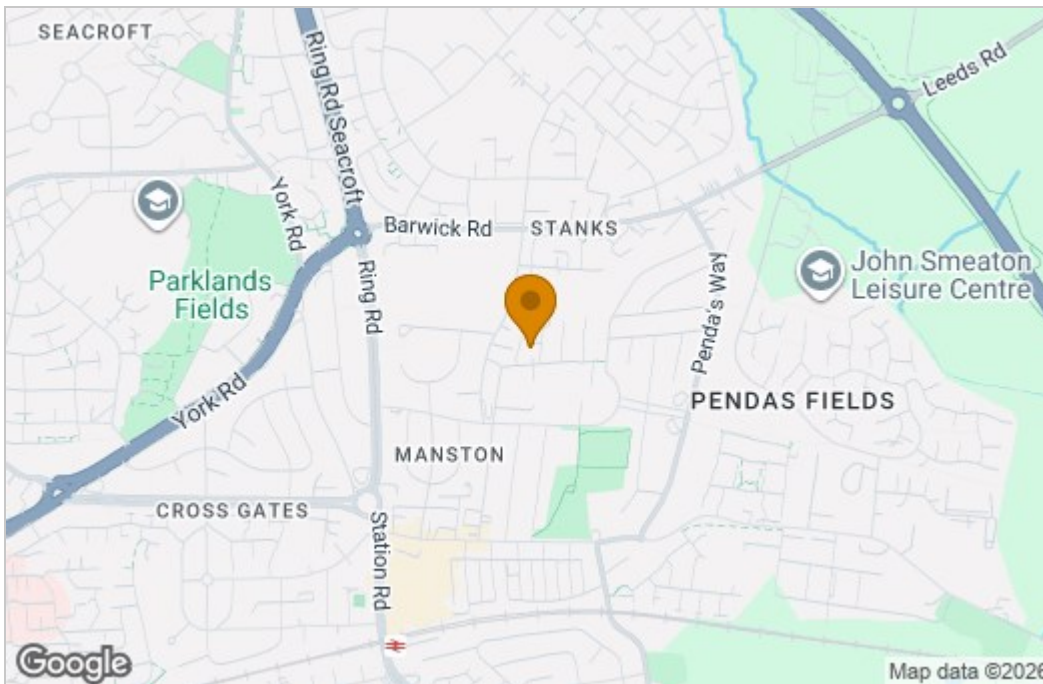 SEACROFT
Ring Rd Seacroft
Leeds Rd
York Rd
Barwick Rd
STANKS
Parklands
Fields
Ring Rd
Penda's Way
John Smeaton
Leisure Centre
York Rd
PENDAS FIELDS
MANSTON
CROSS GATES
Station Rd
Google
Map data ©2026